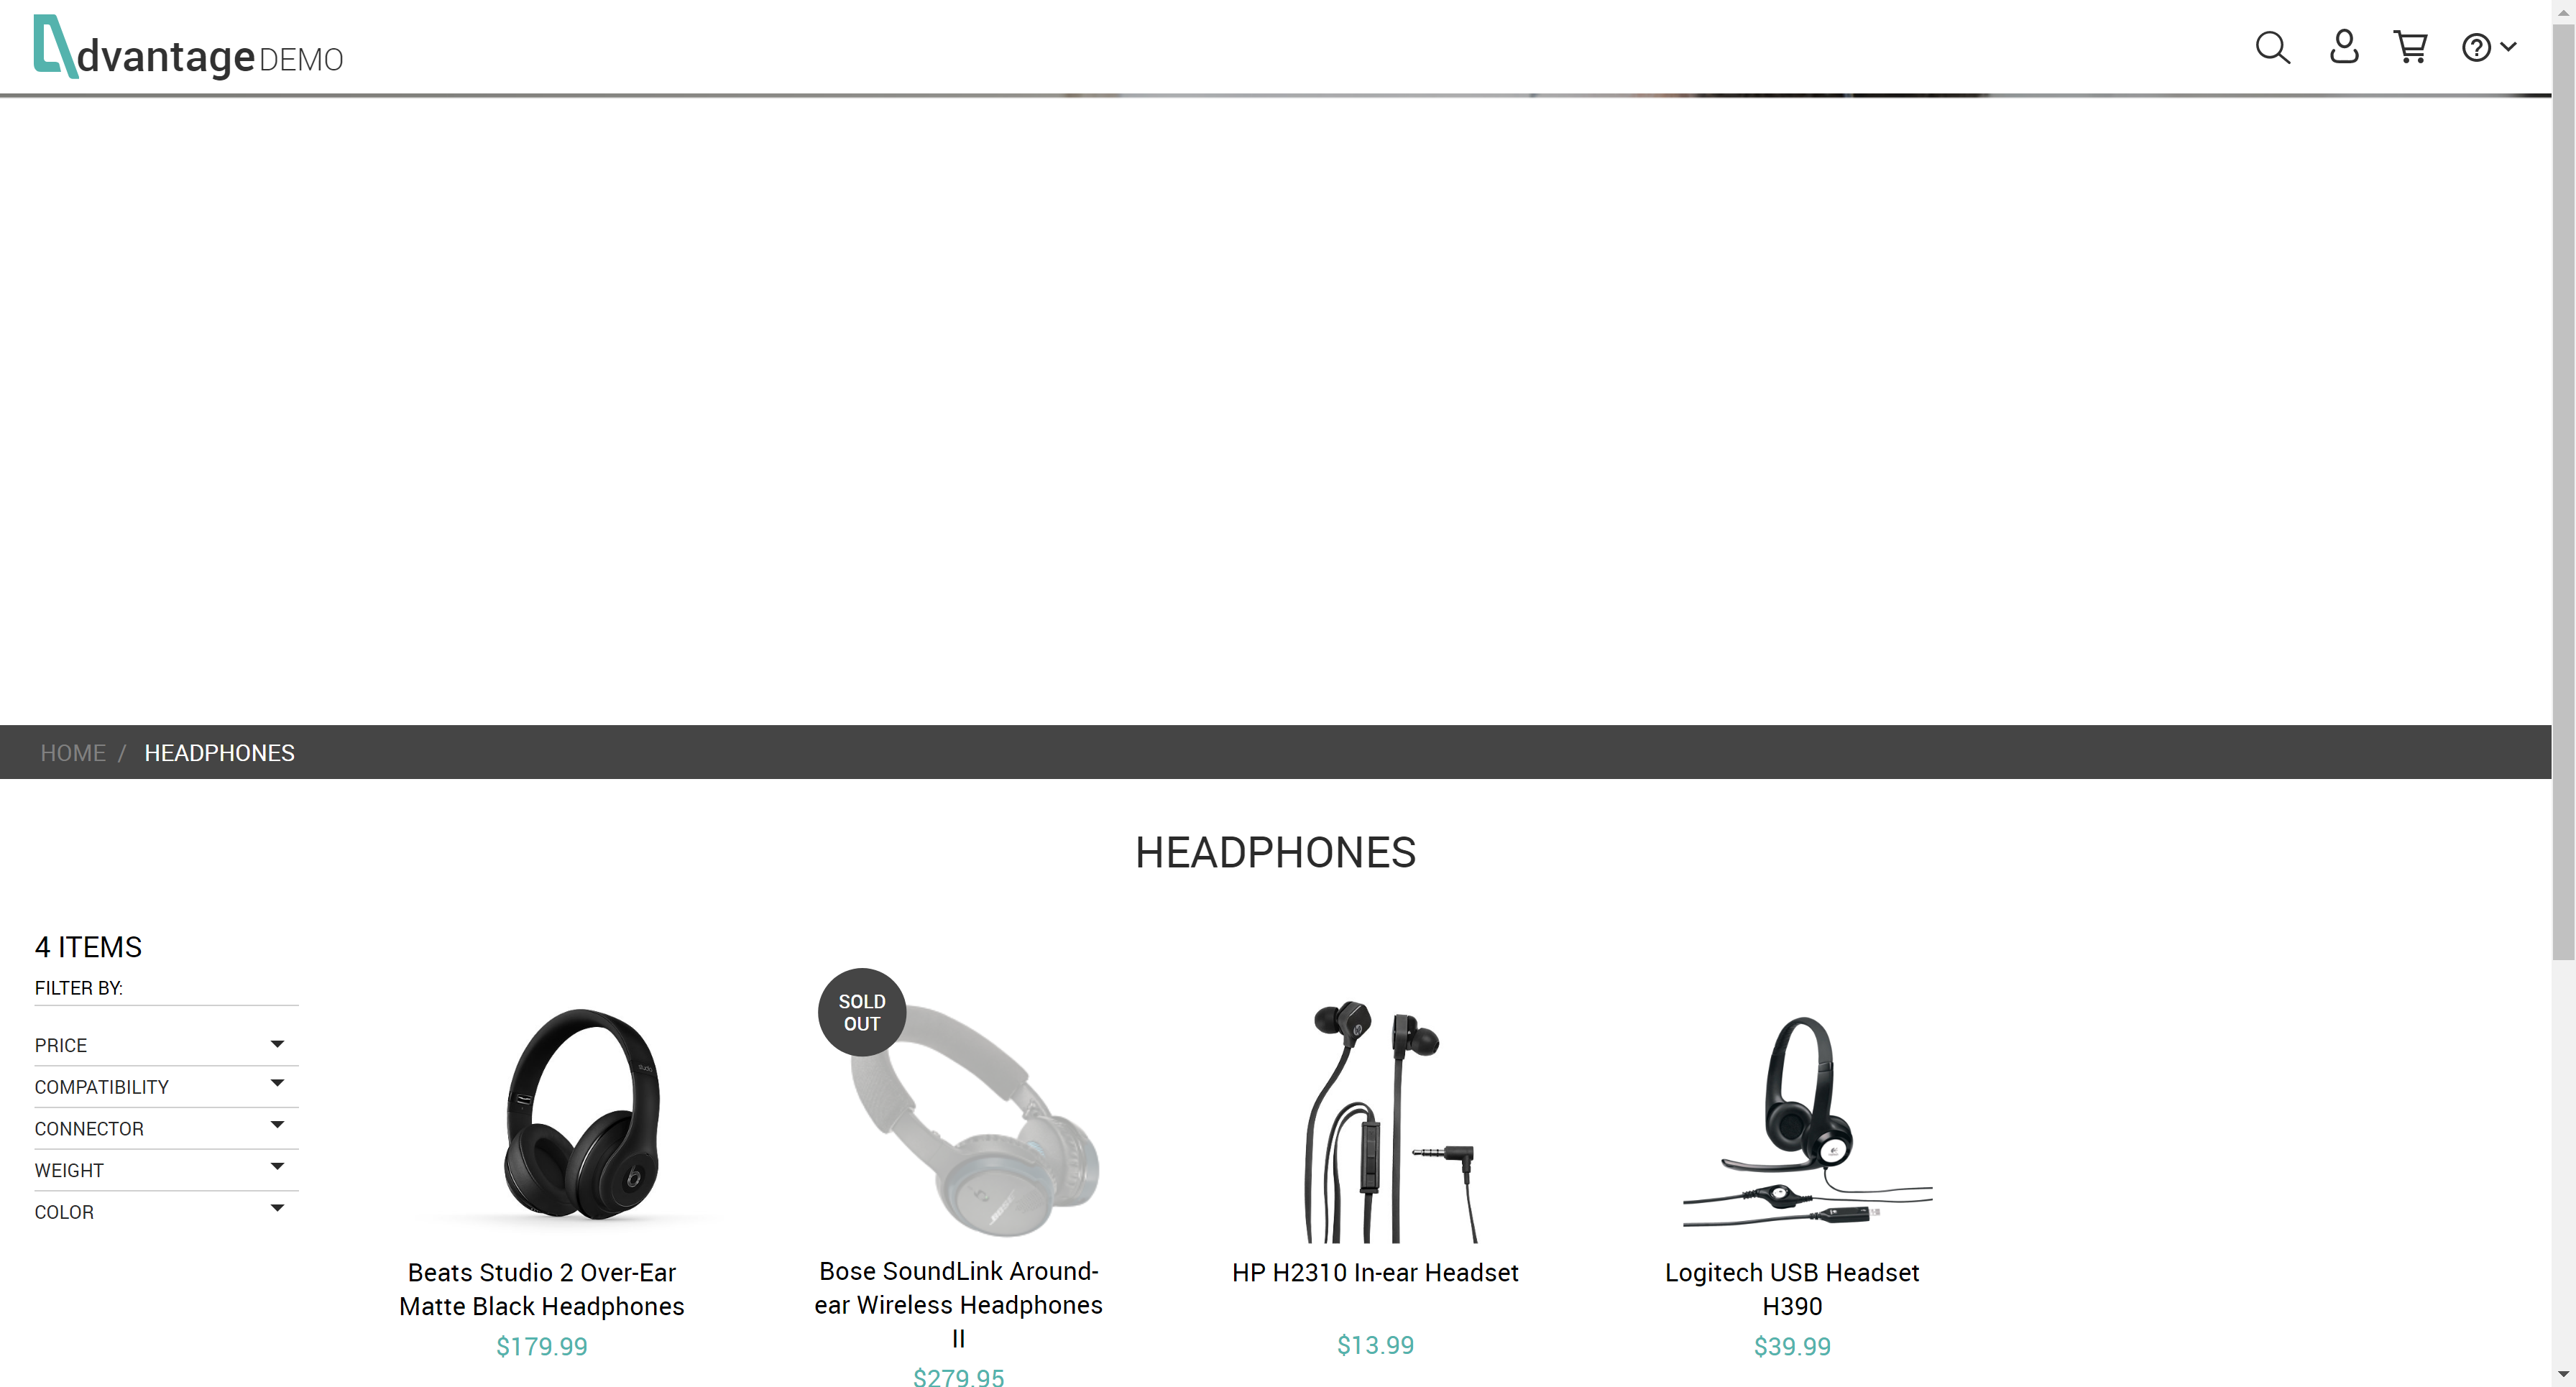 dvantage DEMO
HOME / HEADPHONES
HEADPHONES
4 ITEMS
FILTER BY:
PRICE
COMPATIBILITY
CONNECTOR
WEIGHT
COLOR
Beats Studio 2 Over-Ear
Matte Black Headphones
$179.99
SOLD
OUT
Bose SoundLink Around-
ear Wireless Headphones
II
$279.95
HP H2310 In-ear Headset
$13.99
Logitech USB Headset
H390
$39.99